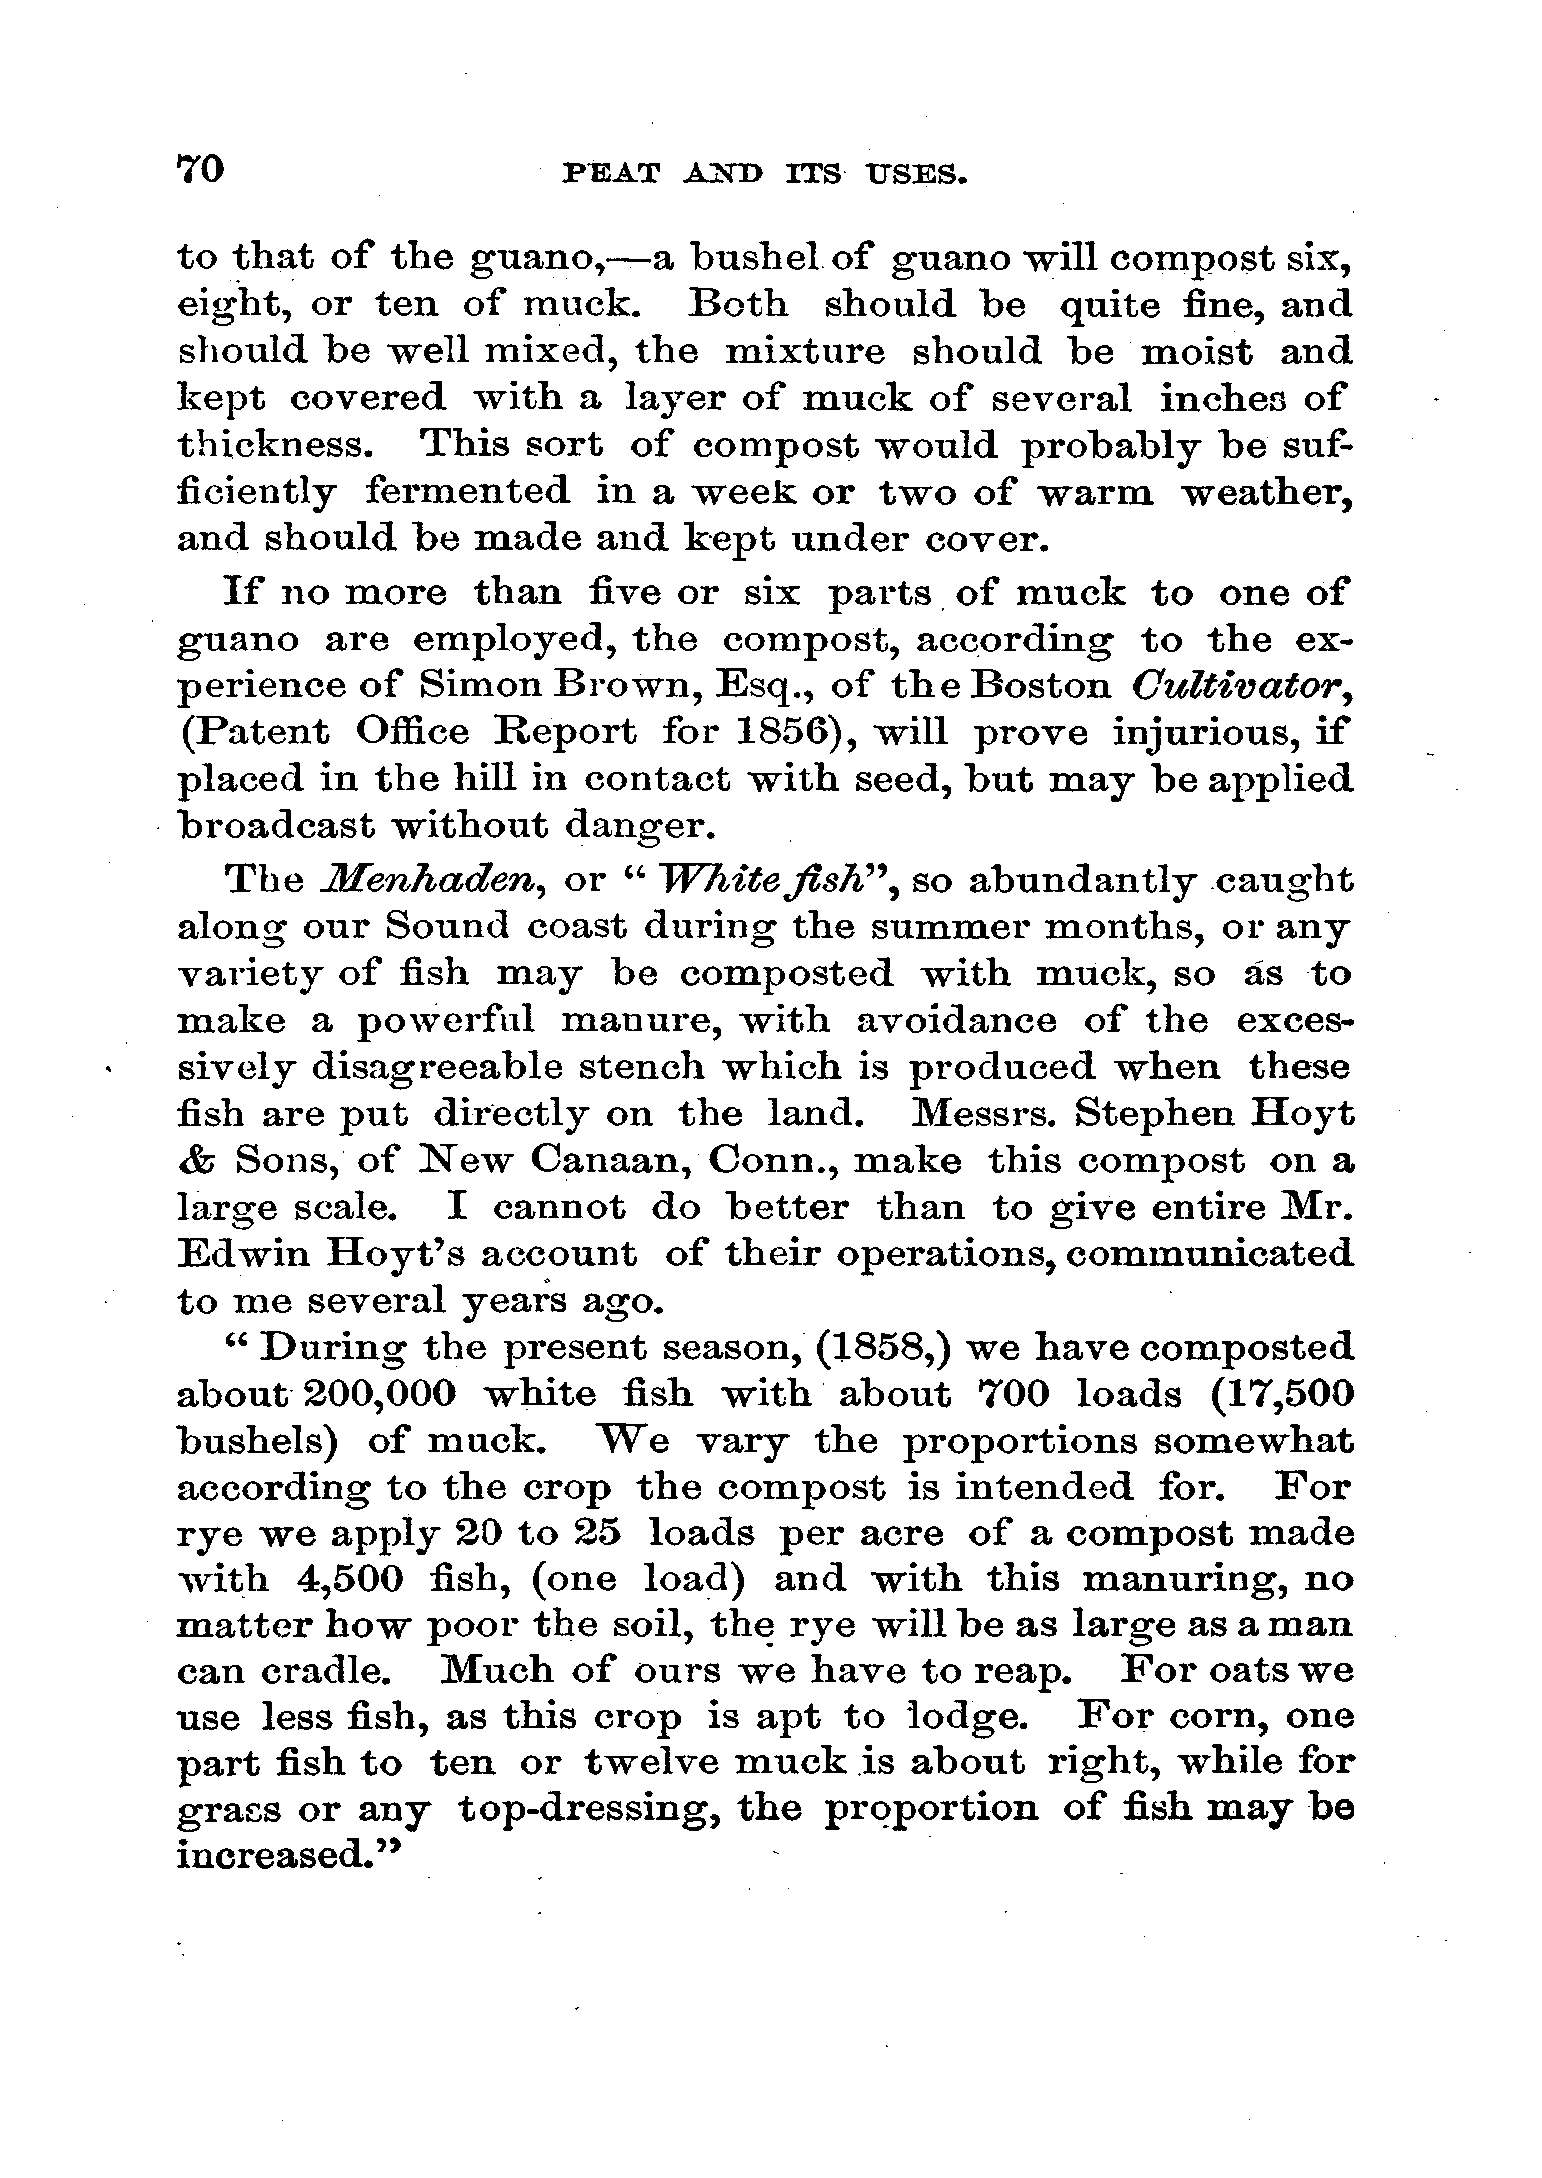 70 PEAT AND ITS USES.
to that of the guano,—a bushel of guano will compost six,
eight, or ten of muck. Both should be quite fine, and
should be well mixed, the mixture should be moist and
kept covered with a layer of muck of several inches of
thickness. This sort of compost would probably be suf-
ficiently fermented in a week or two of warm weather,
and should be made and kept under cover.
If no more than five or six parts of muck to one of
guano are employed, the compost, according to the ex-
perience of Simon Brown, Esq., of the Boston Cultivator,
(Patent Office Report for 1856), will prove injurious, if
placed in the hill in contact with seed, but may be applied
broadcast without danger.
The Menhaden, or “ White fish”, so abundantly caught
along our Sound coast during the summer months, or any
variety of fish may be composted with muck, so as to
make a powerful manure, with avoidance of the exces-
sively disagreeable stench which is produced when these
fish are put directly on the land. Messrs. Stephen Hoyt
& Sons, of New Canaan, Conn., make this compost on a
large scale. I cannot do better than to give entire Mr.
Edwin Hoyt’s account of their operations, communicated
to me several years ago.
“ During the present season, (1858,) we have composted
about 200,000 white fish with about 700 loads (17,500
bushels) of muck. We vary the proportions somewhat
according to the crop the compost is intended for. For
rye we apply 20 to 25 loads per acre of a compost made
with 4,500 fish, (one load) and with this manuring, no
matter how poor the soil, the rye will be as large as a man
can cradle. Much of ours we have to reap. For oats we
use less fish, as this crop is apt to lodge. For corn, one
part fish to ten or twelve muck is about right, while for
grass or any top-dressing, the proportion of fish may be
increased.”